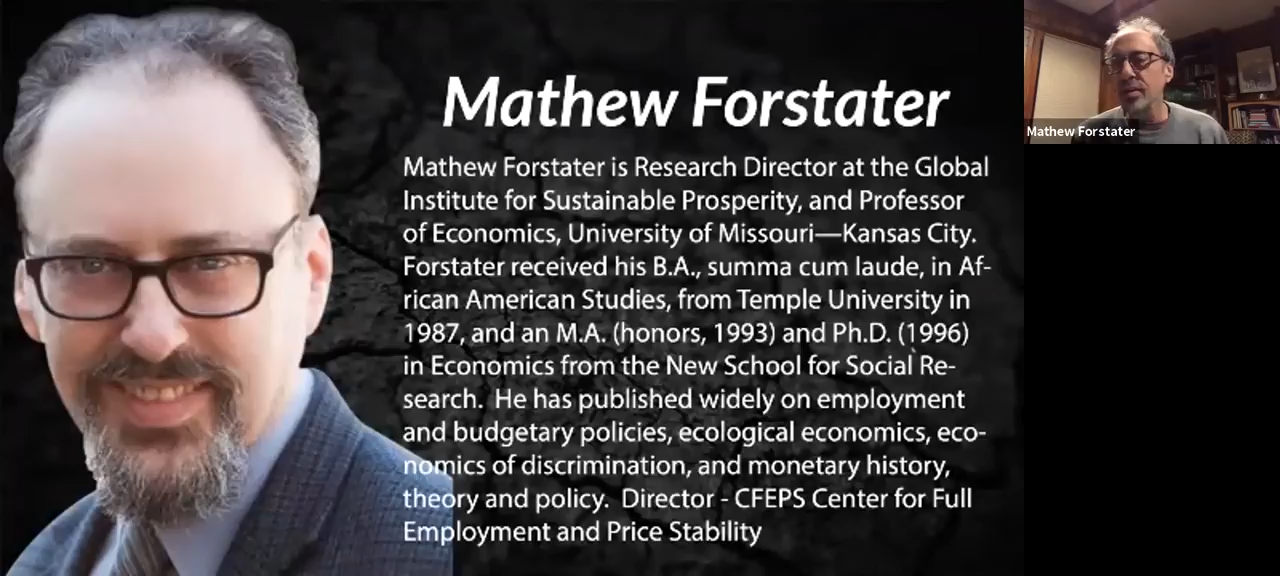 Mathew Forstater
Mathew Forstater is Research Director at the Global
Institute for Sustainable Prosperity, and Professor
of Economics, University of Missouri—Kansas City.
Forstater received his B.A., summa cum laude, in Af-
rican American Studies, from Temple University in
1987, and an M.A. (honors, 1993) and Ph.D. (1996)
in Economics from the New School for Social Re-
search.  He has published widely on employment
and budgetary policies, ecological economics, eco-
nomics of discrimination, and monetary history,
theory and policy.  Director - CFEPS Center for Full
Employment and Price Stability
Mathew Forstater